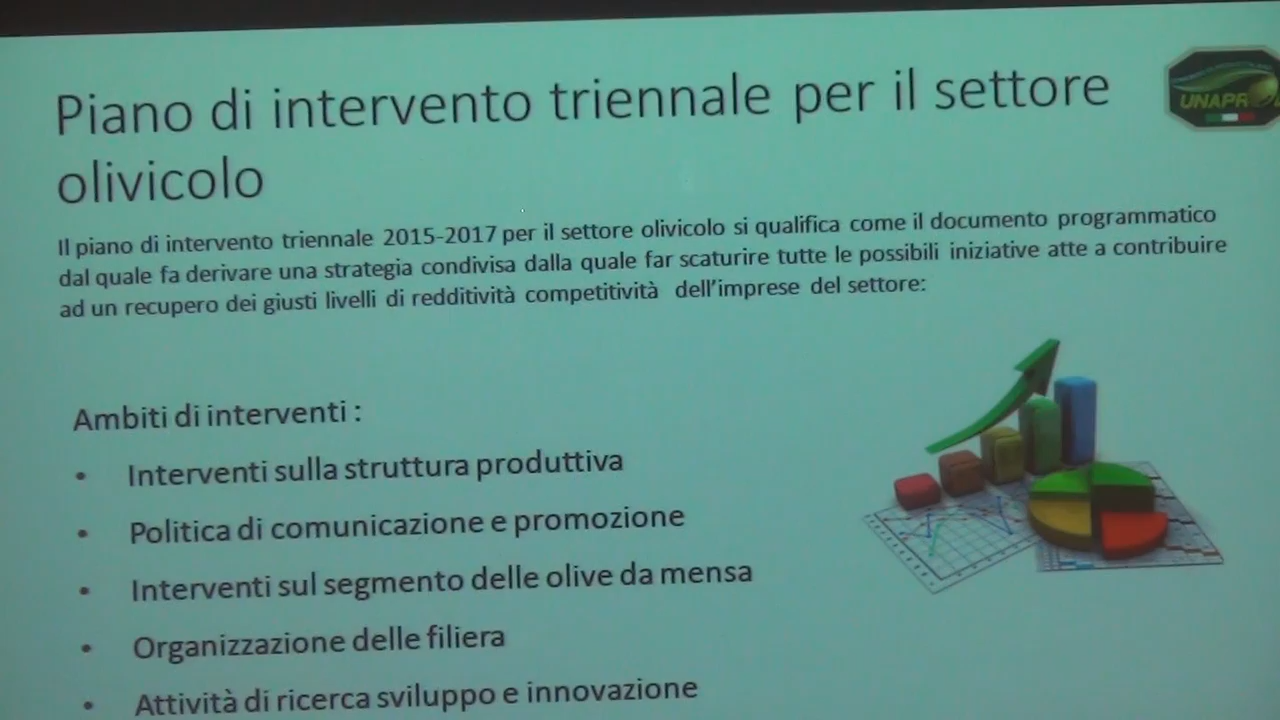 Piano di intervento triennale per il settore
olivicolo
UNAPR
Il piano di intervento triennale 2015-2017 per il settore olivicolo si qualifica come il documento programmatico
dal quale fa derivare una strategia condivisa dalla quale far scaturire tutte le possibili iniziative atte a contribuire
ad un recupero dei giusti livelli di redditività competitività dell'imprese del settore:
Ambiti di interventi :
• Interventi sulla struttura produttiva
• Politica di comunicazione e promozione
• Interventi sul segmento delle olive da mensa
• Organizzazione delle filiera
• Attività di ricerca sviluppo e innovazione